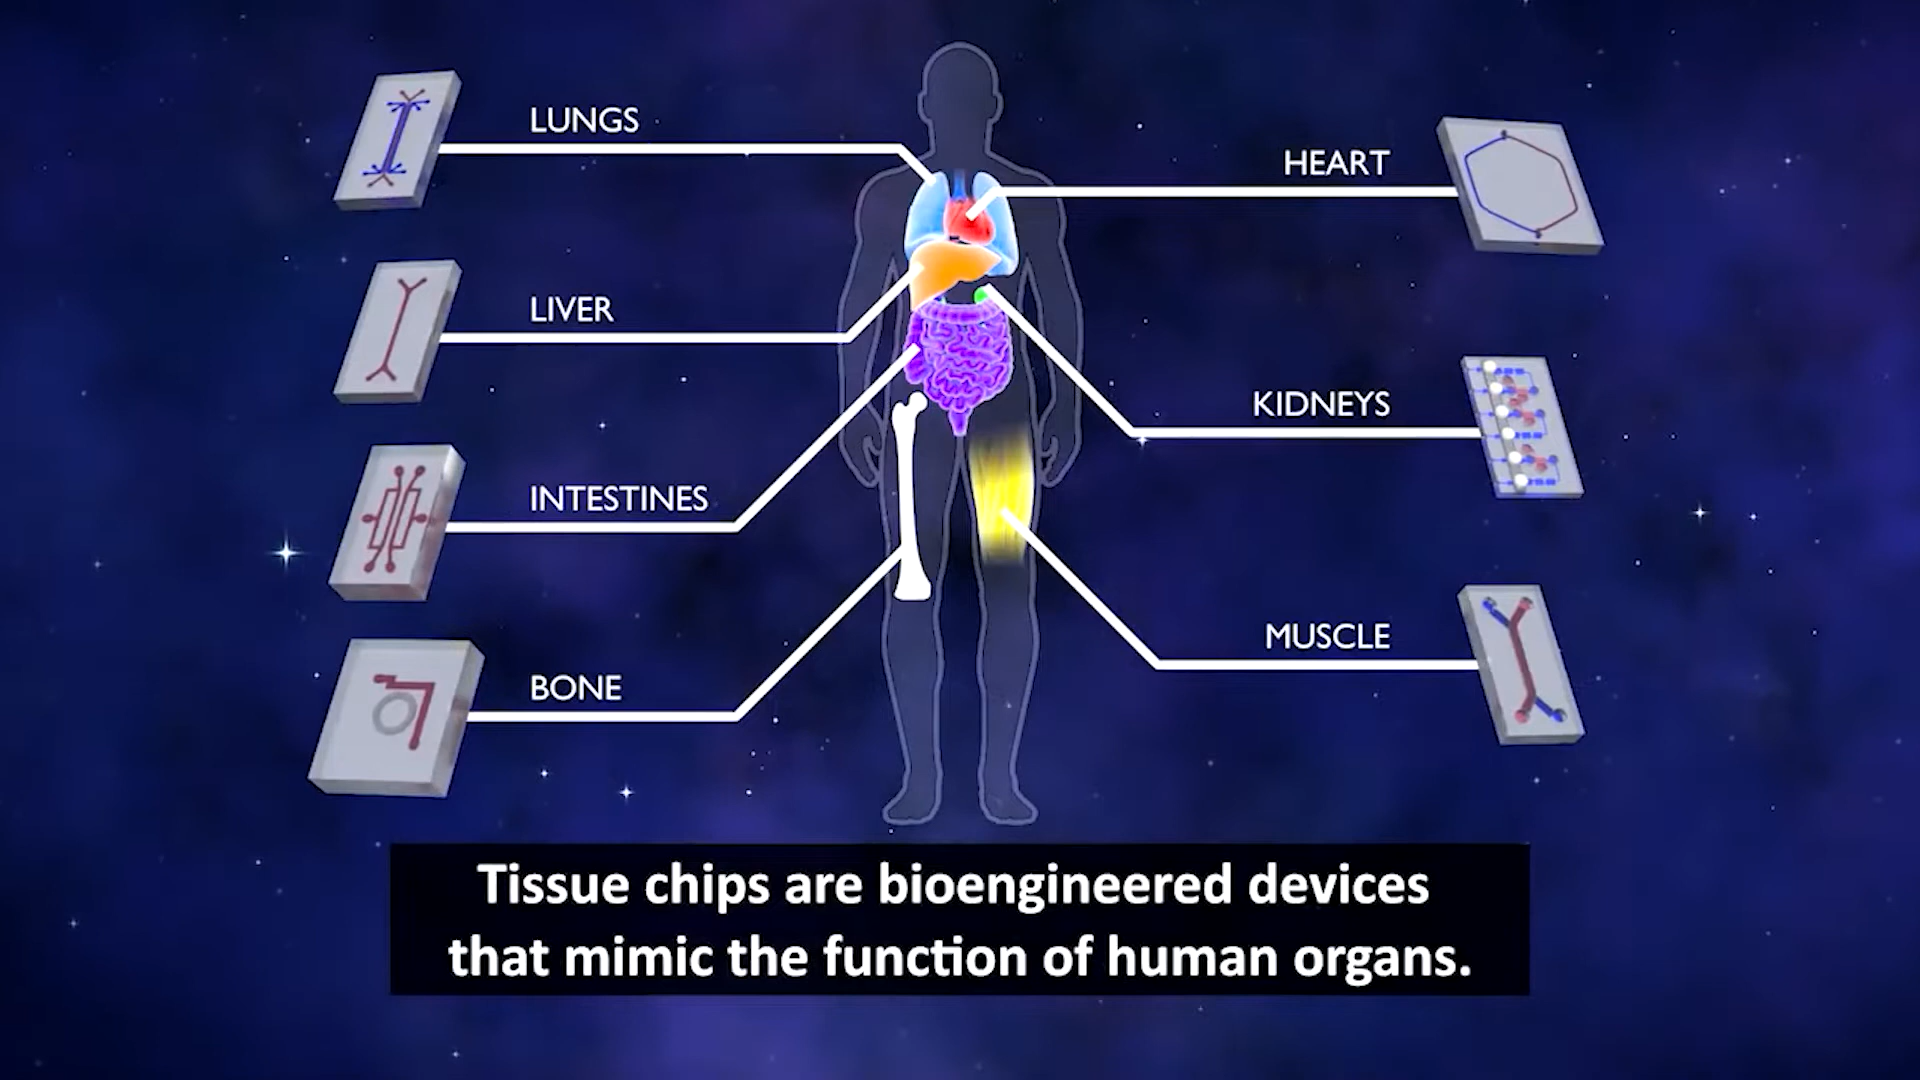 LUNGS
HEART
LIVER
KIDNEYS
INTESTINES
MUSCLE
BONE
Tissue chips are bioengineered devices
that mimic the function of human organs.